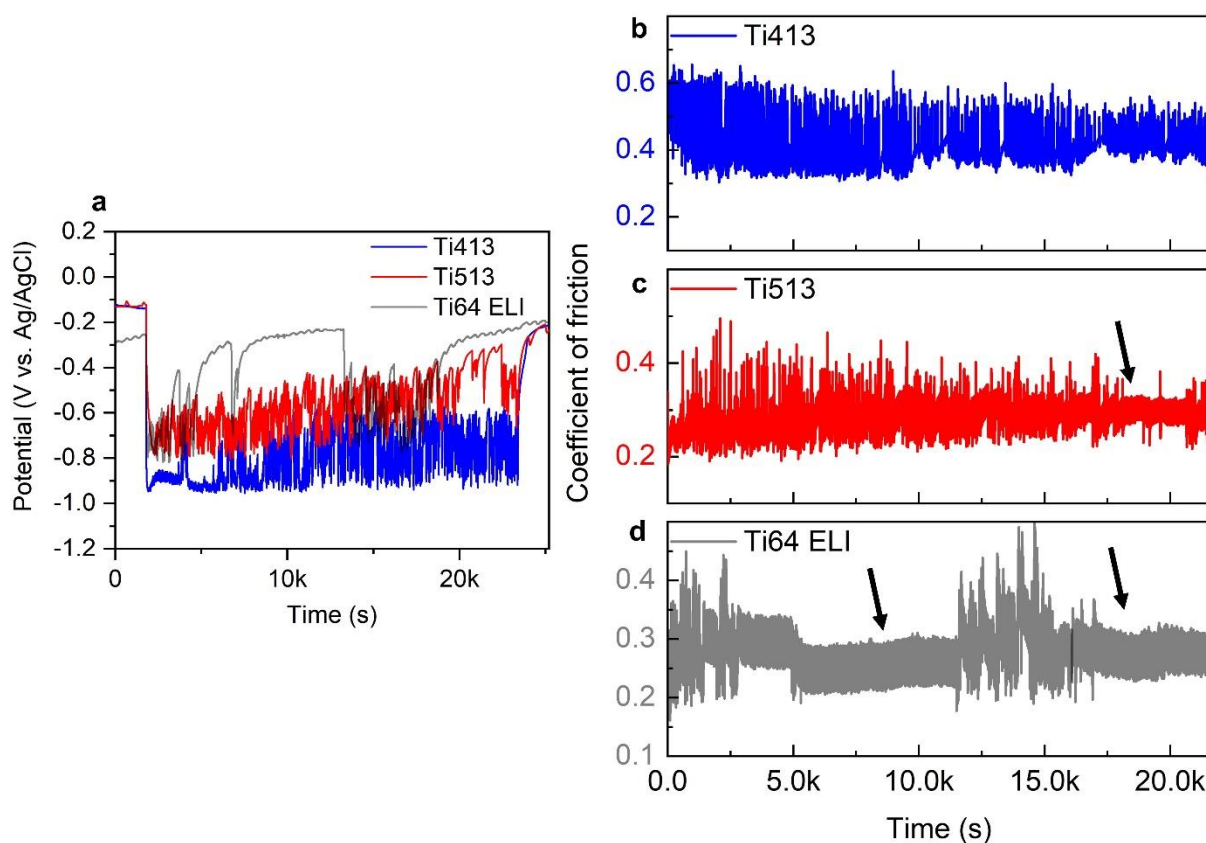 a
Potential (V vs. Ag/AgCl)
0.2
0.0
-0.2
-0.4
-0.6
-0.8
-1.0
-1.2
Ti413
Ti513
Ti64 ELI
0
10k
20k
Time (s)
Coefficient of friction
b
Ti413
0.6
0.4
0.2
c
Ti513
0.4
0.2
d
Ti64 ELI
0.4
0.3
0.2
0.1
0.0
5.0k
10.0k
15.0k
20.0k
Time (s)